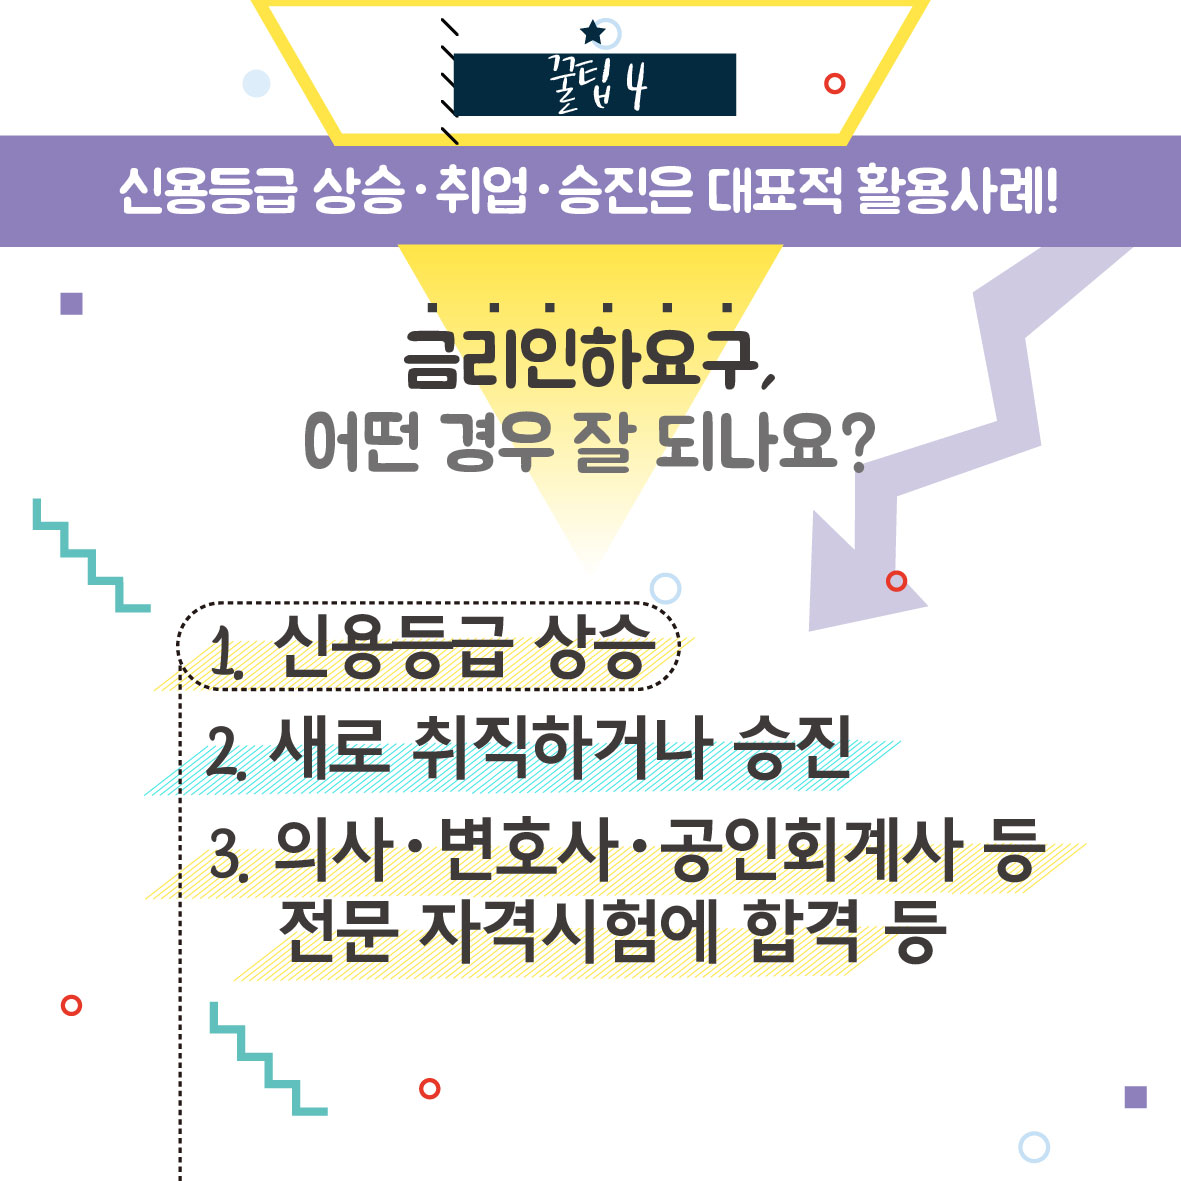 꿀팁 4
신용등급 상승·취업·승진은 대표적 활용사례!
금리인하요구,
어떤 경우 잘 되나요?
1. 신용등급 상승
2. 새로 취직하거나 승진
3. 의사·변호사·공인회계사 등
전문 자격시험에 합격 등